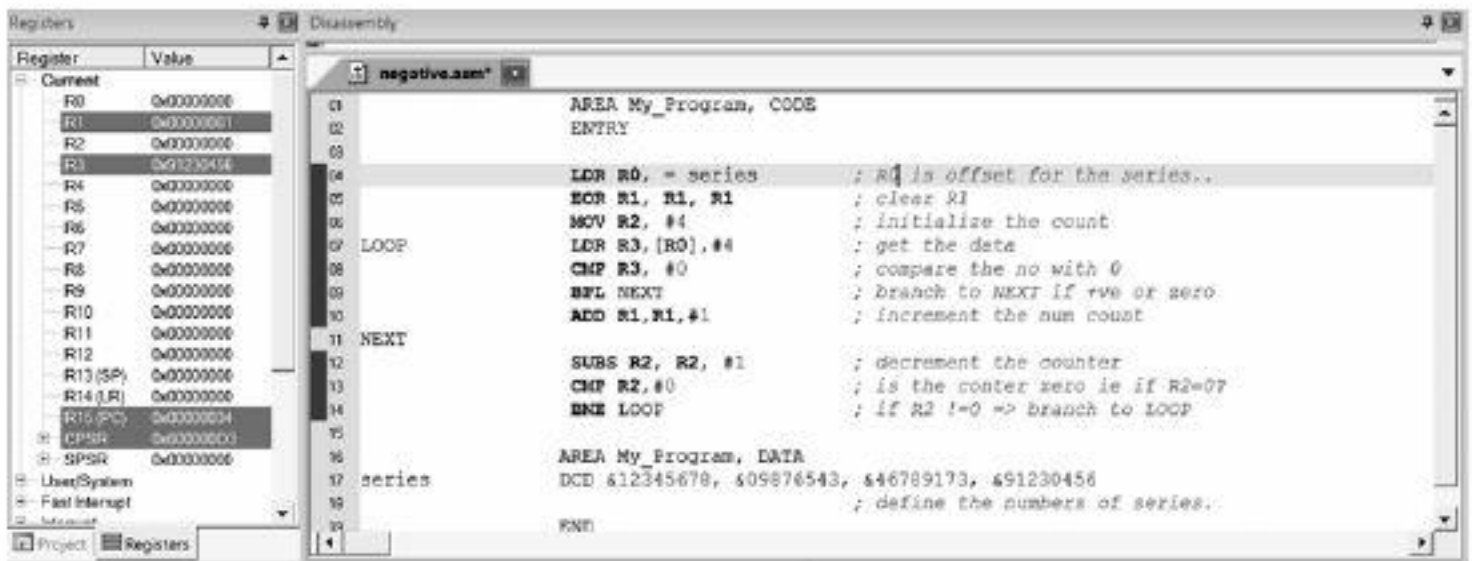 Registers
Register Value
Current
R0 0x00000000
R1 0x00000001
R2 0x00000000
R3 0x91230456
R4 0x00000000
R5 0x00000000
R6 0x00000000
R7 0x00000000
R8 0x00000000
R9 0x00000000
R10 0x00000000
R11 0x00000000
R12 0x00000000
R13 (SP) 0x00000000
R14 (LR) 0x00000000
R15 (PC) 0x00000034
CPSR 0x600000D3
SPSR 0x00000000
User/System
Fast Interrupt
Interrupt
Project Registers
Disassembly
negative.asm*
01 AREA My_Program, CODE
02 ENTRY
03
04 LDR R0, = series ; R0 is offset for the series..
05 EOR R1, R1, R1 ; clear R1
06 MOV R2, #4 ; initialize the count
07 LOOP LDR R3,[R0],#4 ; get the data
08 CMP R3, #0 ; compare the no with 0
09 BPL NEXT ; branch to NEXT if +ve or zero
10 ADD R1,R1,#1 ; increment the num count
11 NEXT
12 SUBS R2, R2, #1 ; decrement the counter
13 CMP R2,#0 ; is the conter zero ie if R2=0?
14 BNE LOOP ; if R2 !=0 => branch to LOOP
15
16 AREA My_Program, DATA
17 series DCD &12345678, &09876543, &46789173, &91230456
18 ; define the numbers of series.
19 END